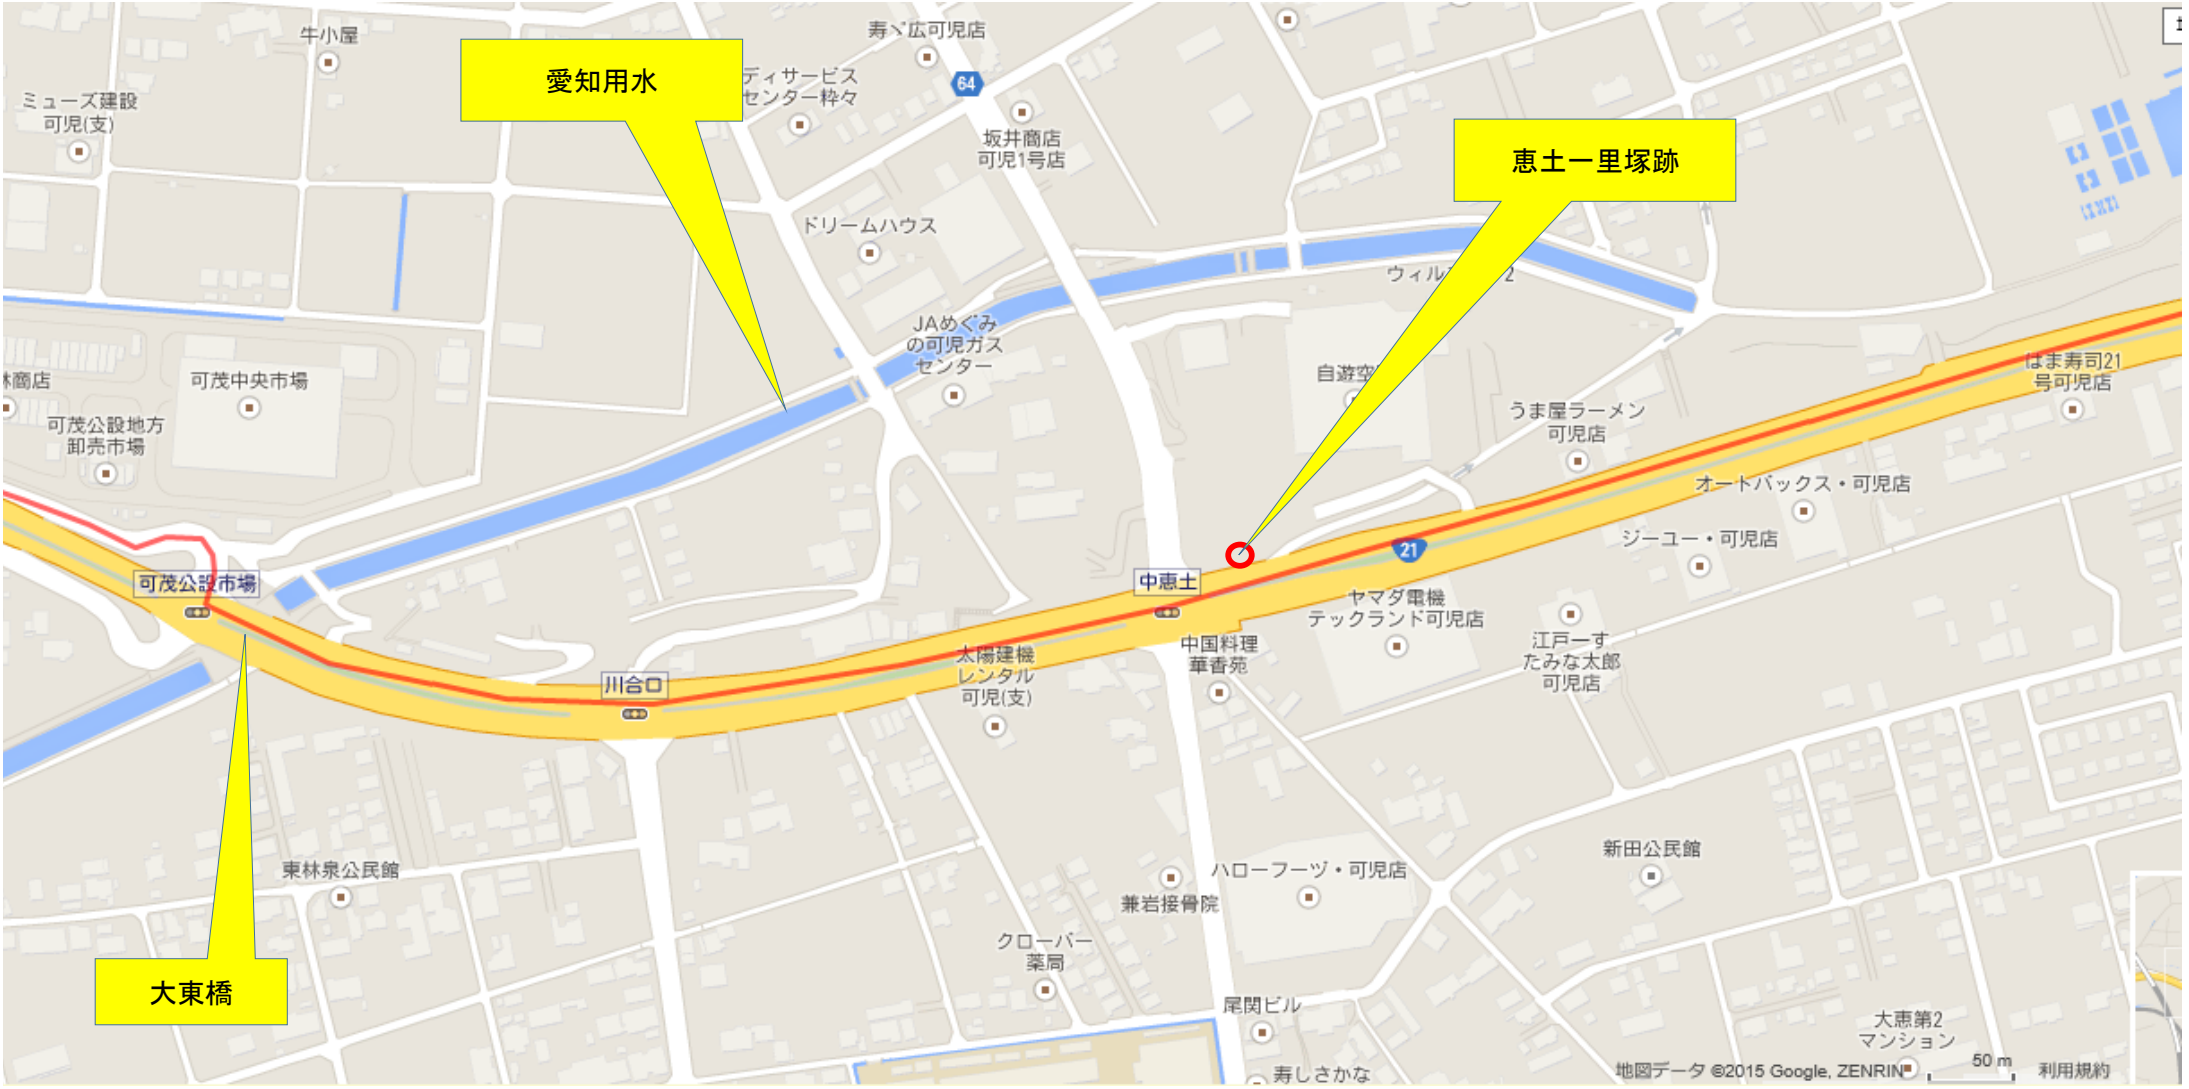 牛小屋
寿゛広可児店
愛知用水
ディサービス
センター粋々
64
ミューズ建設
可児(支)
坂井商店
可児1号店
恵土一里塚跡
ドリームハウス
JAめぐみ
の可児ガス
センター
可茂中央市場
林商店
可茂公設地方
卸売市場
自遊空
うま屋ラーメン
可児店
はま寿司21
号可児店
オートバックス・可児店
ジーユー・可児店
21
可茂公設市場
中恵土
ヤマダ電機
テックランド可児店
江戸一す
たみな太郎
可児店
中国料理
華香苑
川合口
太陽建機
レンタル
可児(支)
東林泉公民館
新田公民館
ハローフーヅ・可児店
兼岩接骨院
クローバー
薬局
大東橋
尾関ビル
大恵第2
マンション
寿しさかな
地図データ ©2015 Google, ZENRIN
50 m
利用規約